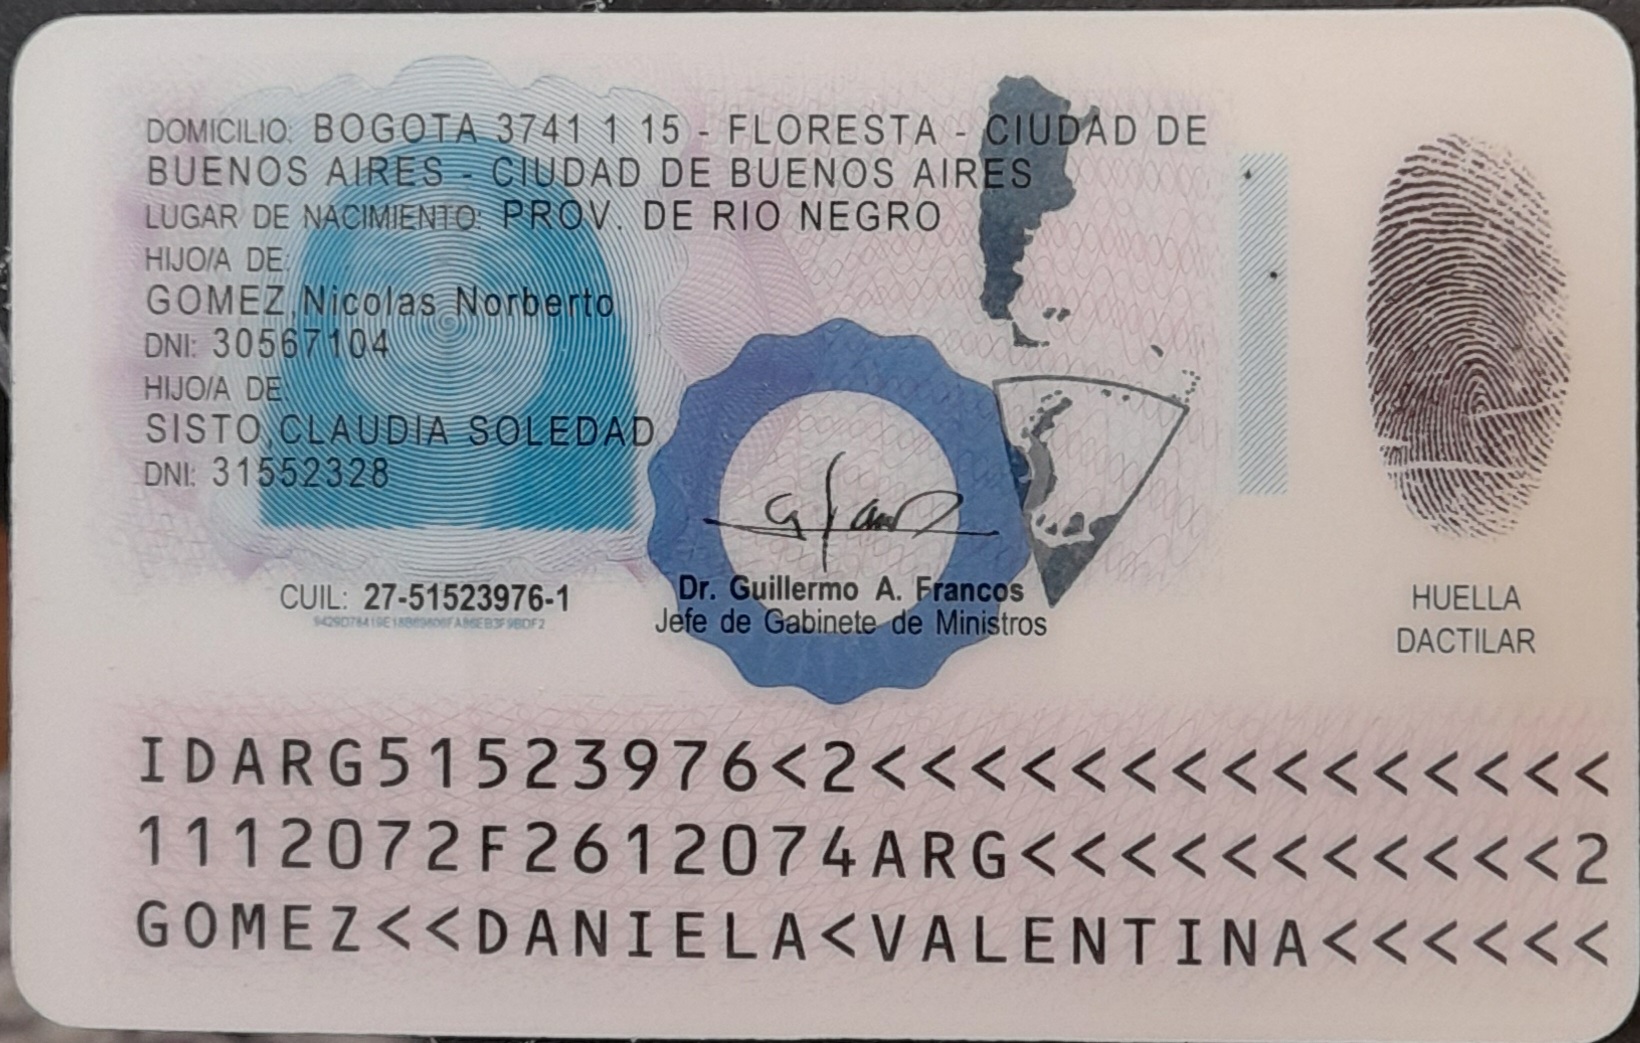 DOMICILIO: BOGOTA 3741 1 15 - FLORESTA - CIUDAD DE
BUENOS AIRES - CIUDAD DE BUENOS AIRES
LUGAR DE NACIMIENTO: PROV. DE RIO NEGRO
HIJO/A DE:
GOMEZ,Nicolas Norberto
DNI: 30567104
HIJO/A DE:
SISTO,CLAUDIA SOLEDAD
DNI: 31552328
CUIL: 27-51523976-1
Dr. Guillermo A. Francos
Jefe de Gabinete de Ministros
HUELLA
DACTILAR
IDARG51523976<2<<<<<<<<<<<<<<<
1112072F2612074ARG<<<<<<<<<<<2
GOMEZ<<DANIELA<VALENTINA<<<<<<